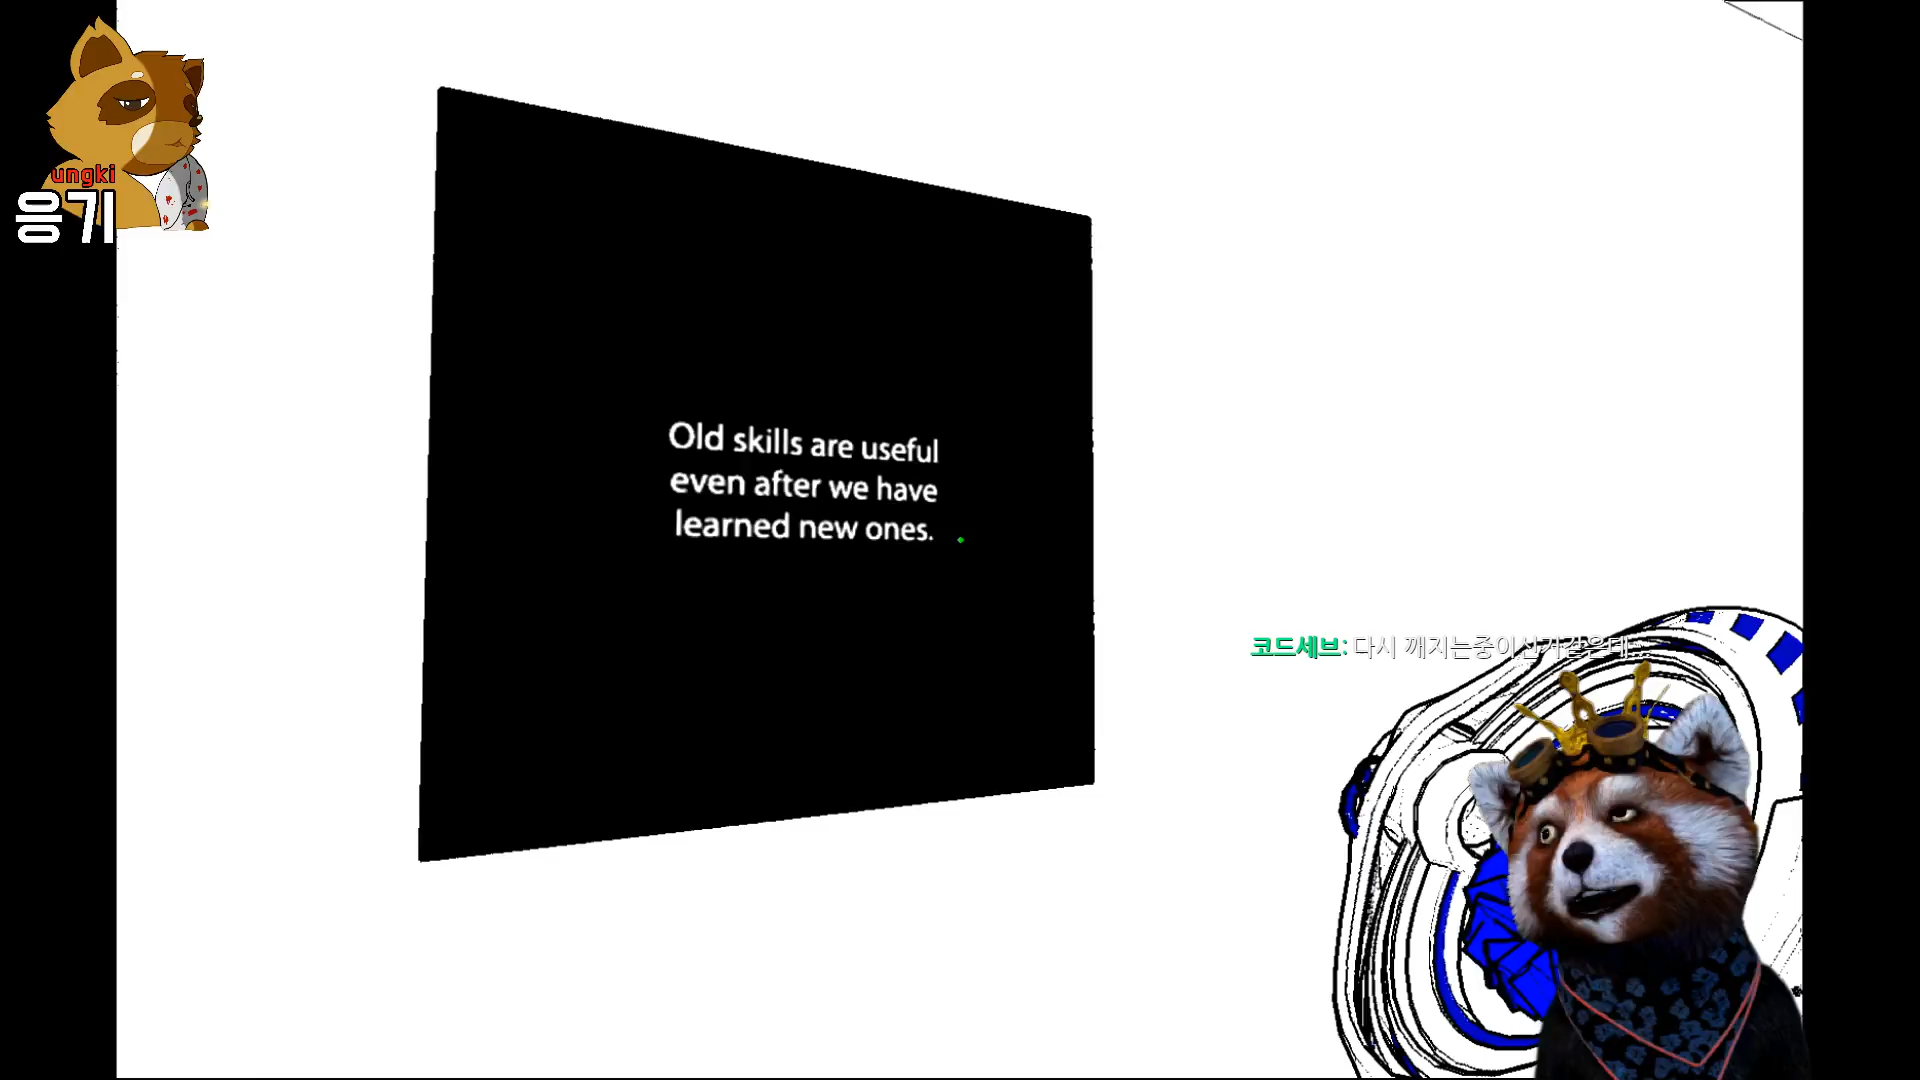 ungki
응기
Old skills are useful
even after we have
learned new ones.
코드세브: 다시 깨지는중이신거같은데...